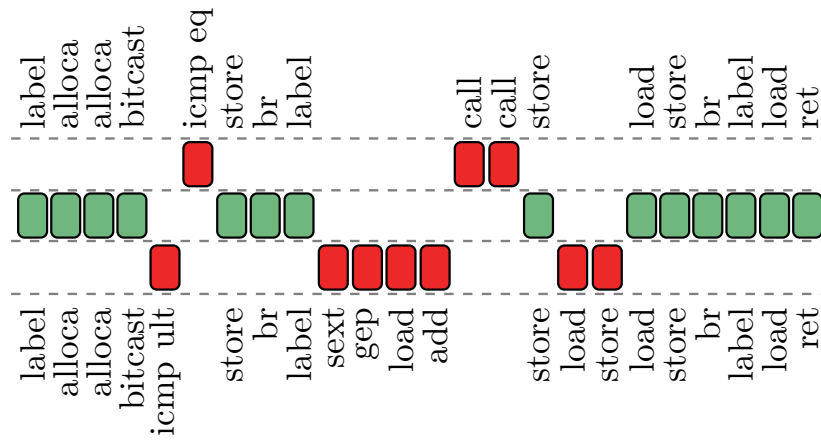 label
alloca
alloca
bitcast
icmp eq
store
br
label
call
call
store
load
store
br
label
load
ret
label
alloca
alloca
bitcast
icmp ult
store
br
label
sext
gep
load
add
store
load
store
load
store
br
label
load
ret